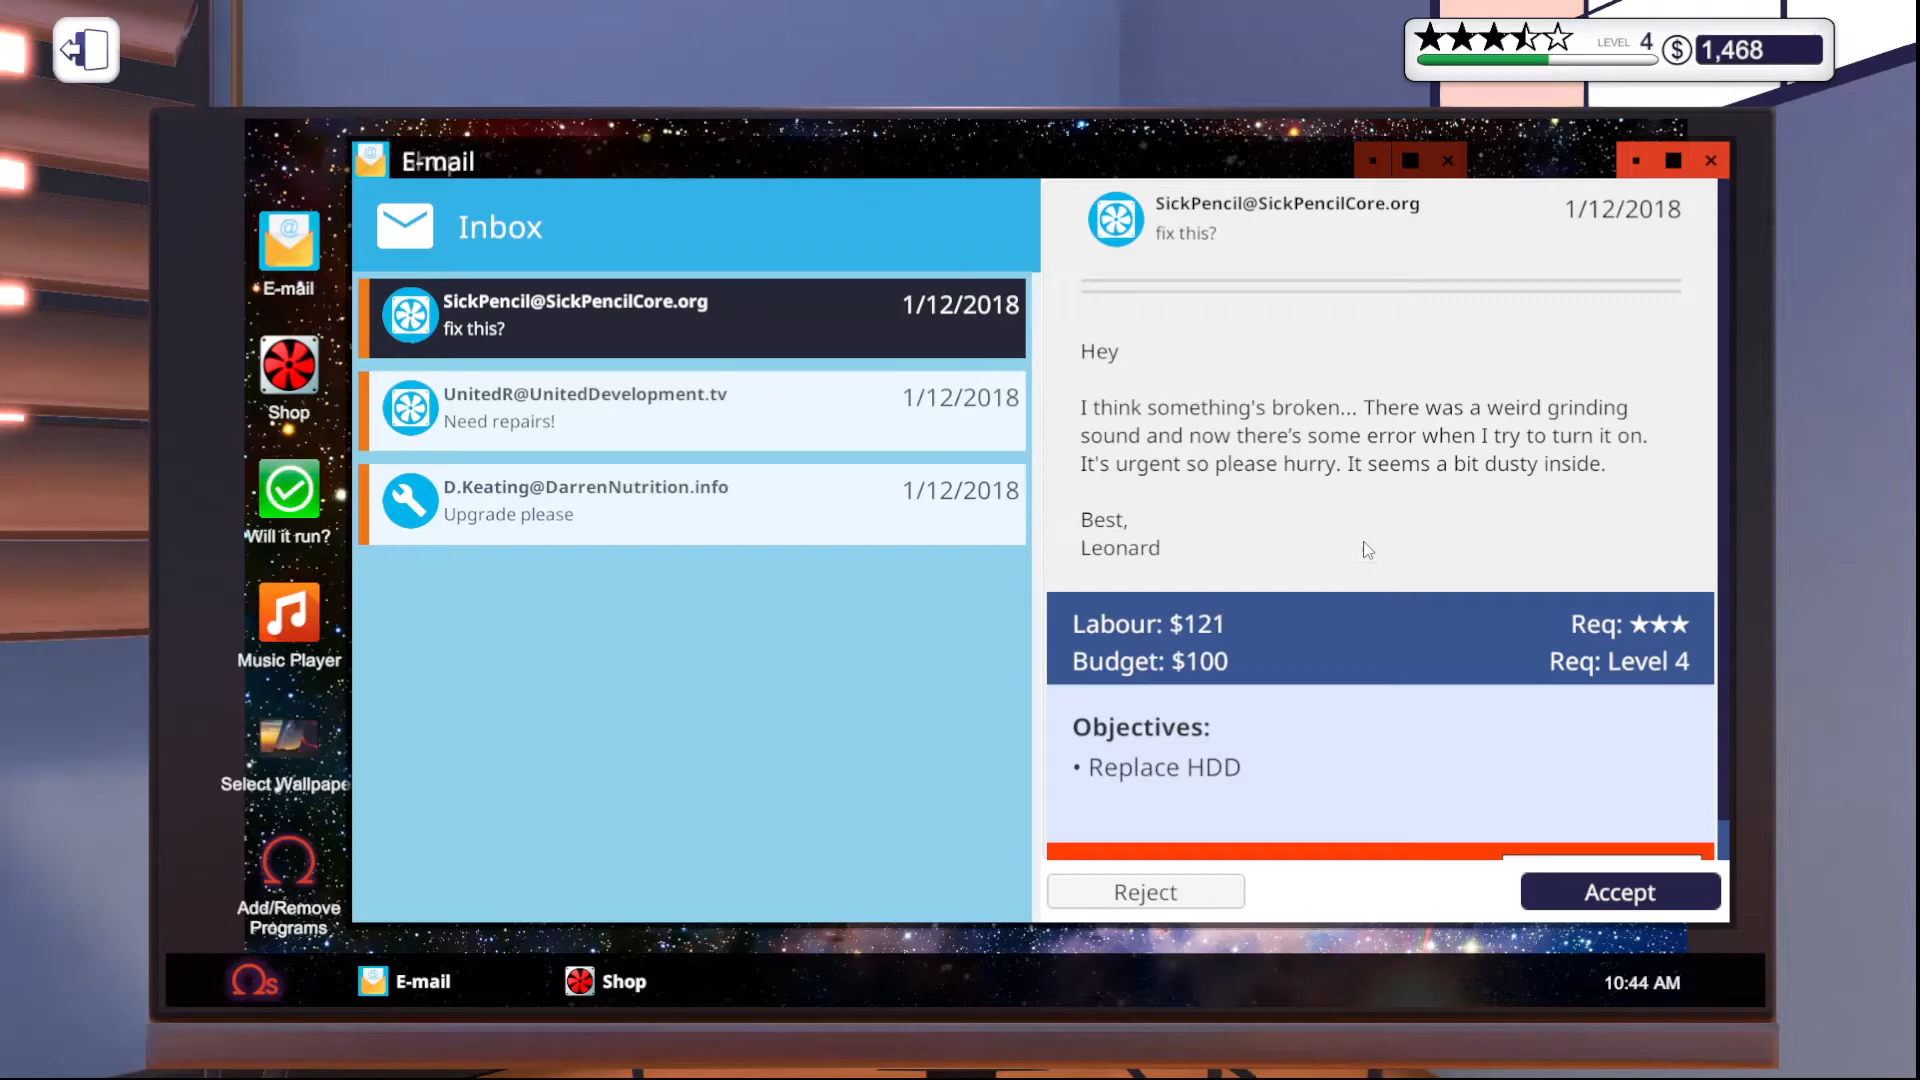 LEVEL 4
$ 1,468
E-mail
Inbox
SickPencil@SickPencilCore.org
1/12/2018
fix this?
UnitedR@UnitedDevelopment.tv
1/12/2018
Need repairs!
D.Keating@DarrenNutrition.info
1/12/2018
Upgrade please
SickPencil@SickPencilCore.org
1/12/2018
fix this?
Hey
I think something's broken... There was a weird grinding
sound and now there's some error when I try to turn it on.
It's urgent so please hurry. It seems a bit dusty inside.
Best,
Leonard
Labour: $121
Req: ★★★
Budget: $100
Req: Level 4
Objectives:
• Replace HDD
Reject
Accept
E-mail
Shop
Will it run?
Music Player
Select Wallpape
Add/Remove
Programs
Ωs
E-mail
Shop
10:44 AM